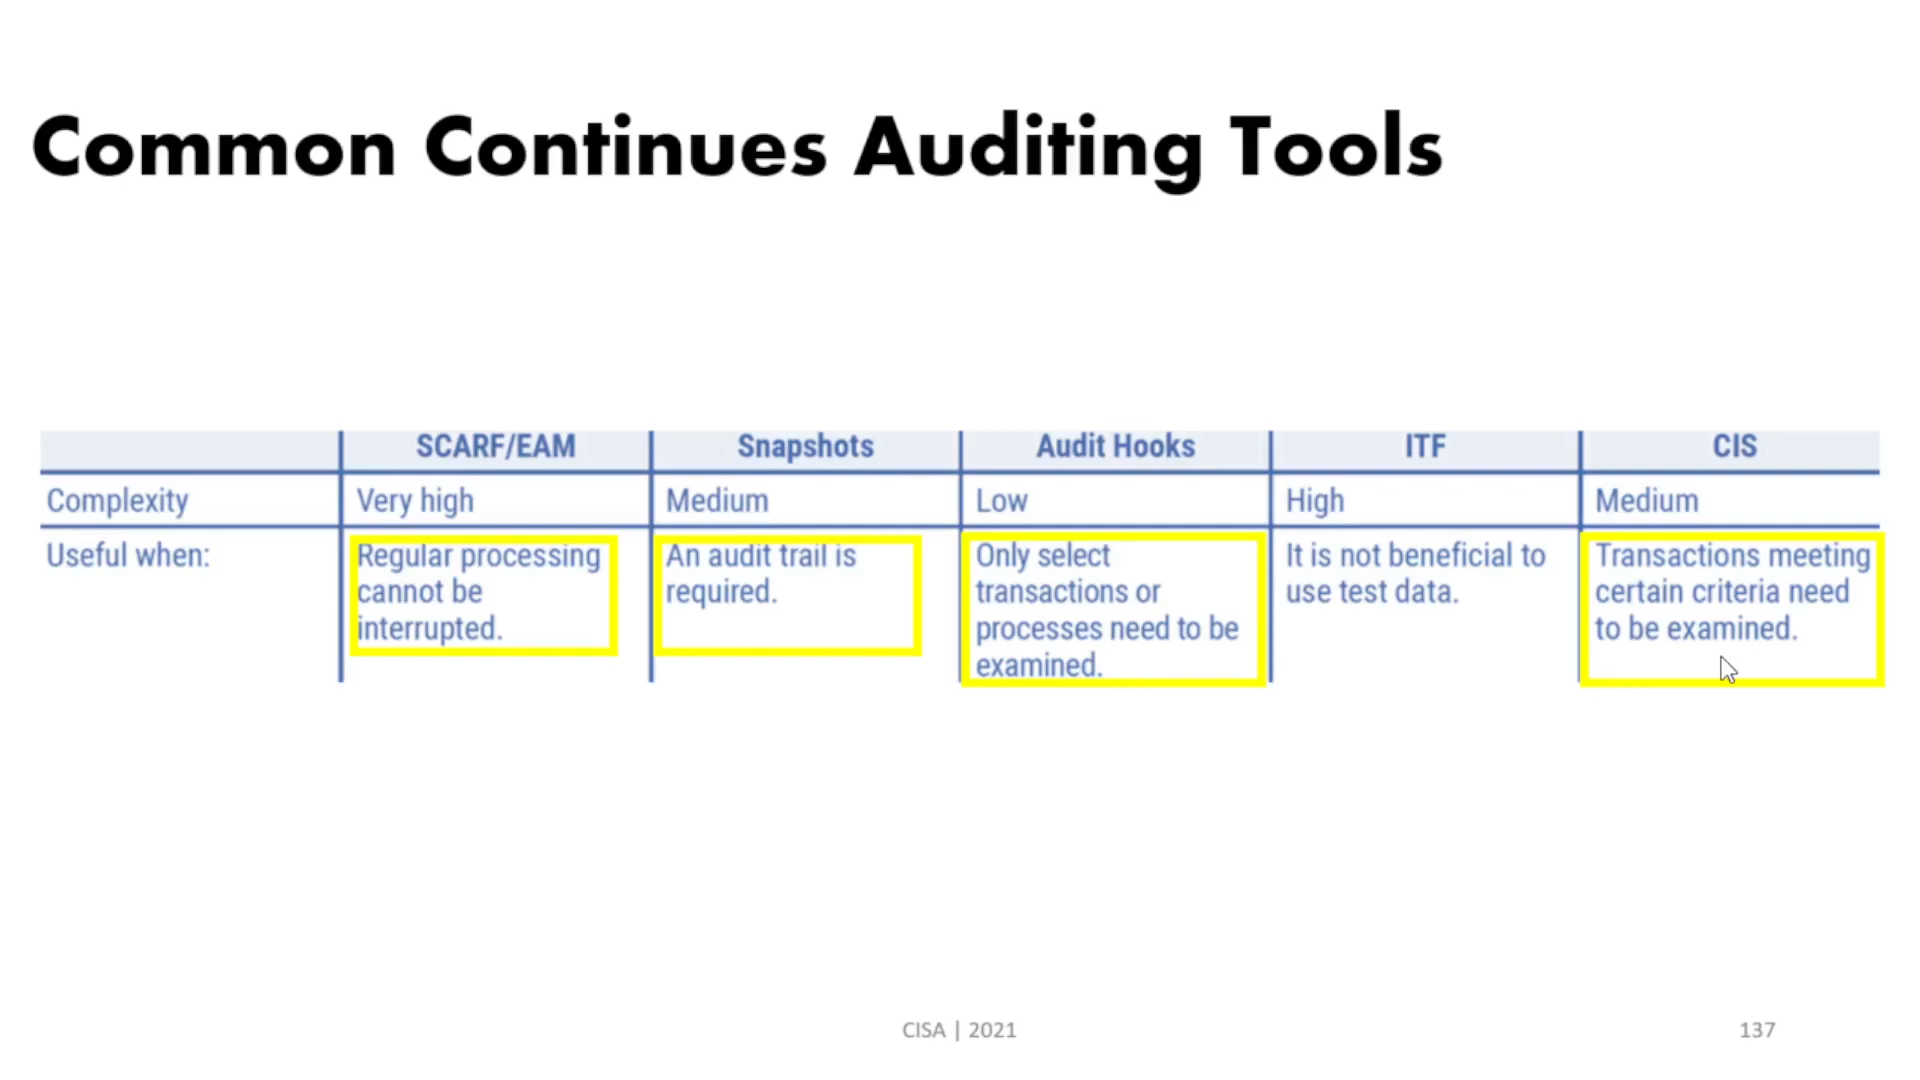 Common Continues Auditing Tools
SCARF/EAM Snapshots Audit Hooks ITF CIS
Complexity Very high Medium Low High Medium
Useful when:
Regular processing
cannot be
interrupted.
An audit trail is
required.
Only select
transactions or
processes need to be
examined.
It is not beneficial to
use test data.
Transactions meeting
certain criteria need
to be examined.
CISA | 2021
137